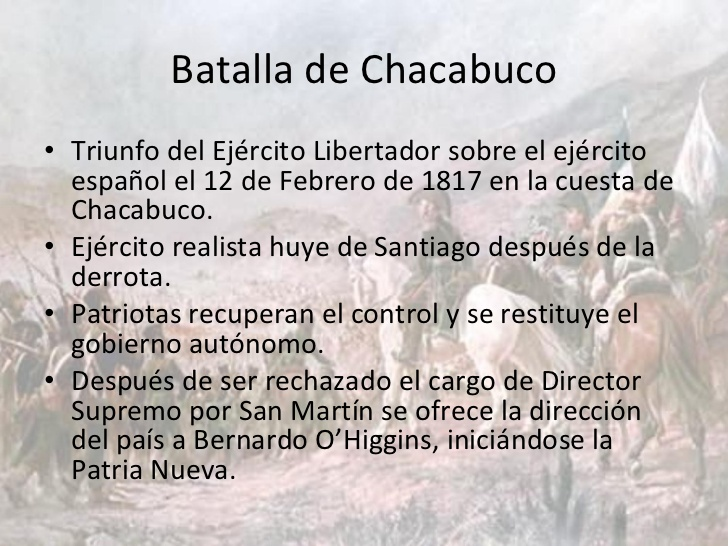 Batalla de Chacabuco
• Triunfo del Ejército Libertador sobre el ejército
español el 12 de Febrero de 1817 en la cuesta de
Chacabuco.
• Ejército realista huye de Santiago después de la
derrota.
• Patriotas recuperan el control y se restituye el
gobierno autónomo.
• Después de ser rechazado el cargo de Director
Supremo por San Martín se ofrece la dirección
del país a Bernardo O’Higgins, iniciándose la
Patria Nueva.